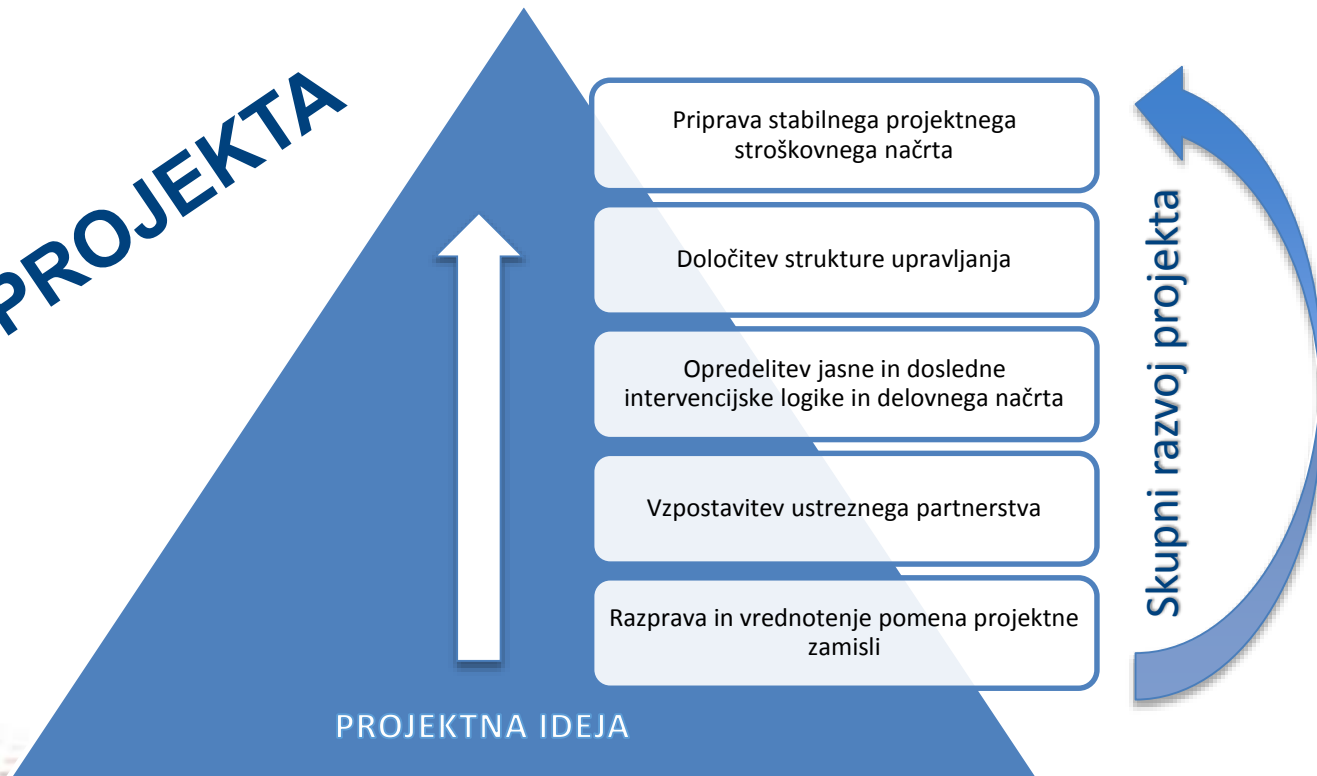 PROJEKTA
Priprava stabilnega projektnega
stroškovnega načrta
Določitev strukture upravljanja
Opredelitev jasne in dosledne
intervencijske logike in delovnega načrta
Vzpostavitev ustreznega partnerstva
Razprava in vrednotenje pomena projektne
zamisli
PROJEKTNA IDEJA
Skupni razvoj projekta